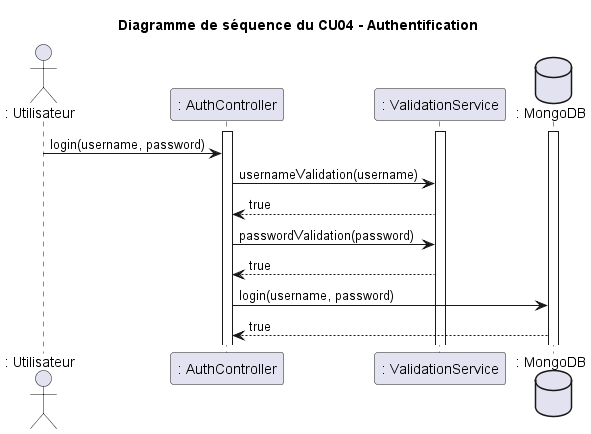 Diagramme de séquence du CU04 - Authentification
: Utilisateur
: AuthController
: ValidationService
: MongoDB
login(username, password)
usernameValidation(username)
true
passwordValidation(password)
true
login(username, password)
true
: Utilisateur
: AuthController
: ValidationService
: MongoDB